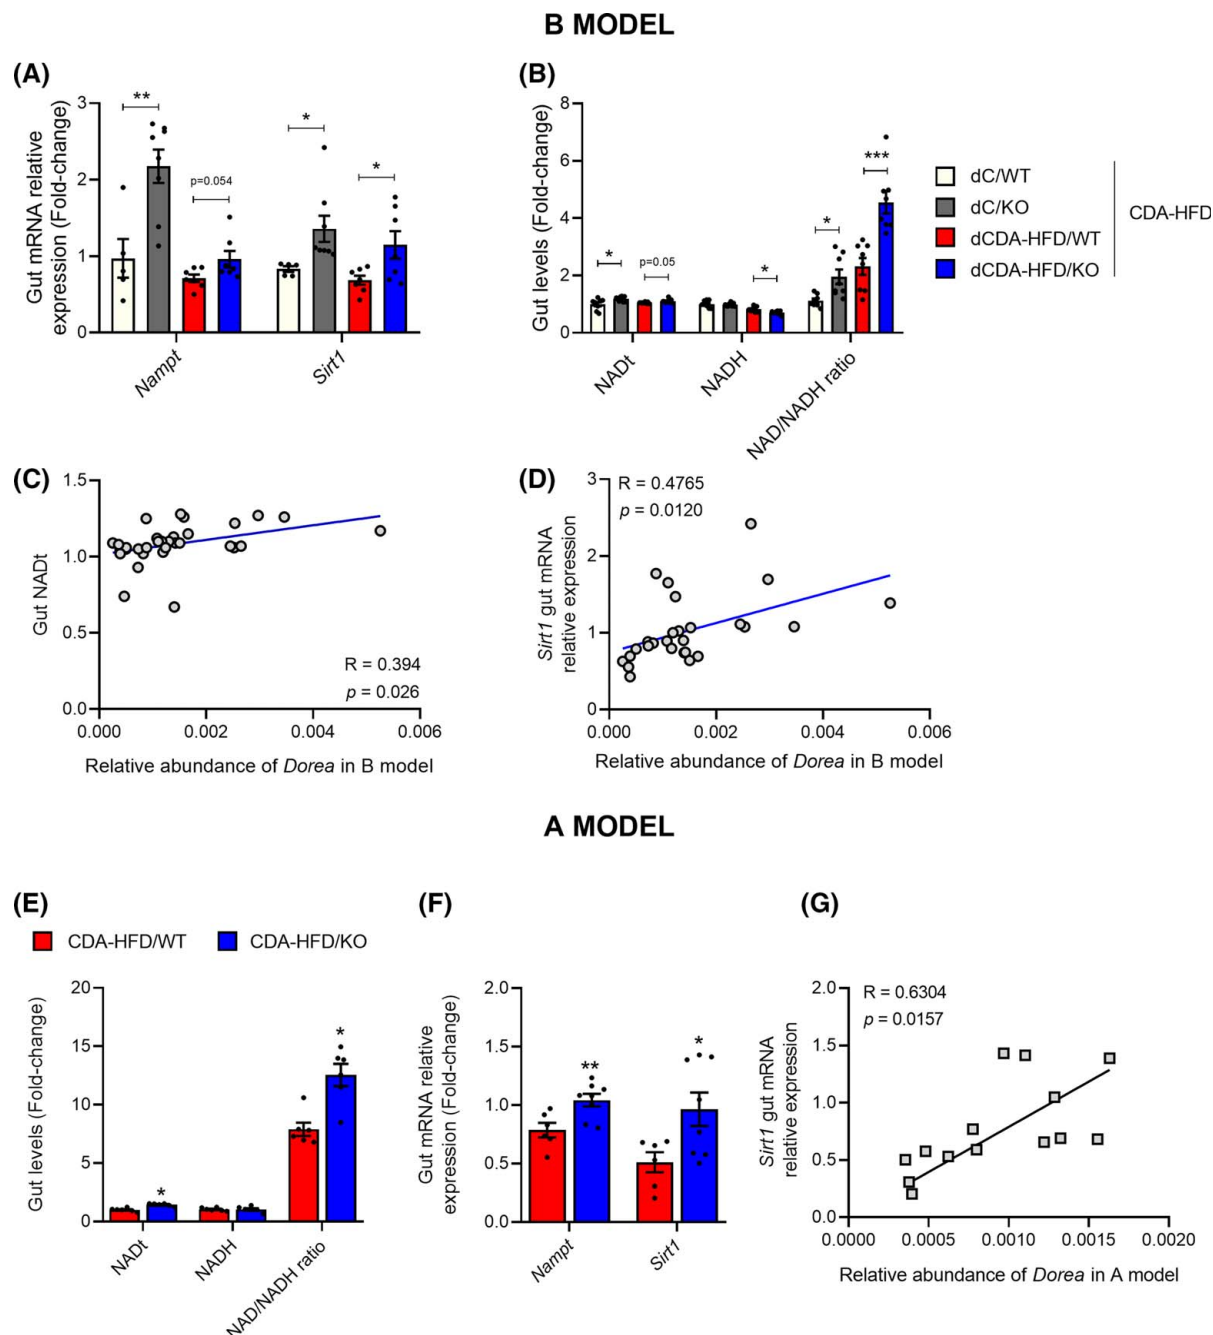 B MODEL
(A)
Gut mRNA relative
expression (Fold-change)
3
2
1
0
**
p=0.054
*
*
Nampt
Sirt1
(B)
Gut levels (Fold-change)
8
6
4
2
0
*
p=0.05
*
*
***
NADt
NADH
NAD/NADH ratio
dC/WT
dC/KO
dCDA-HFD/WT
dCDA-HFD/KO
CDA-HFD
(C)
Gut NADt
1.5
1.0
0.5
0.0
R = 0.394
p = 0.026
0.000
0.002
0.004
0.006
Relative abundance of Dorea in B model
(D)
Sirt1 gut mRNA
relative expression
3
2
1
0
R = 0.4765
p = 0.0120
0.000
0.002
0.004
0.006
Relative abundance of Dorea in B model
A MODEL
(E)
CDA-HFD/WT
CDA-HFD/KO
Gut levels (Fold-change)
20
15
10
5
0
*
*
NADt
NADH
NAD/NADH ratio
(F)
Gut mRNA relative
expression (Fold-change)
2.0
1.5
1.0
0.5
0.0
**
*
Nampt
Sirt1
(G)
Sirt1 gut mRNA
relative expression
2.0
1.5
1.0
0.5
0.0
R = 0.6304
p = 0.0157
0.0000
0.0005
0.0010
0.0015
0.0020
Relative abundance of Dorea in A model